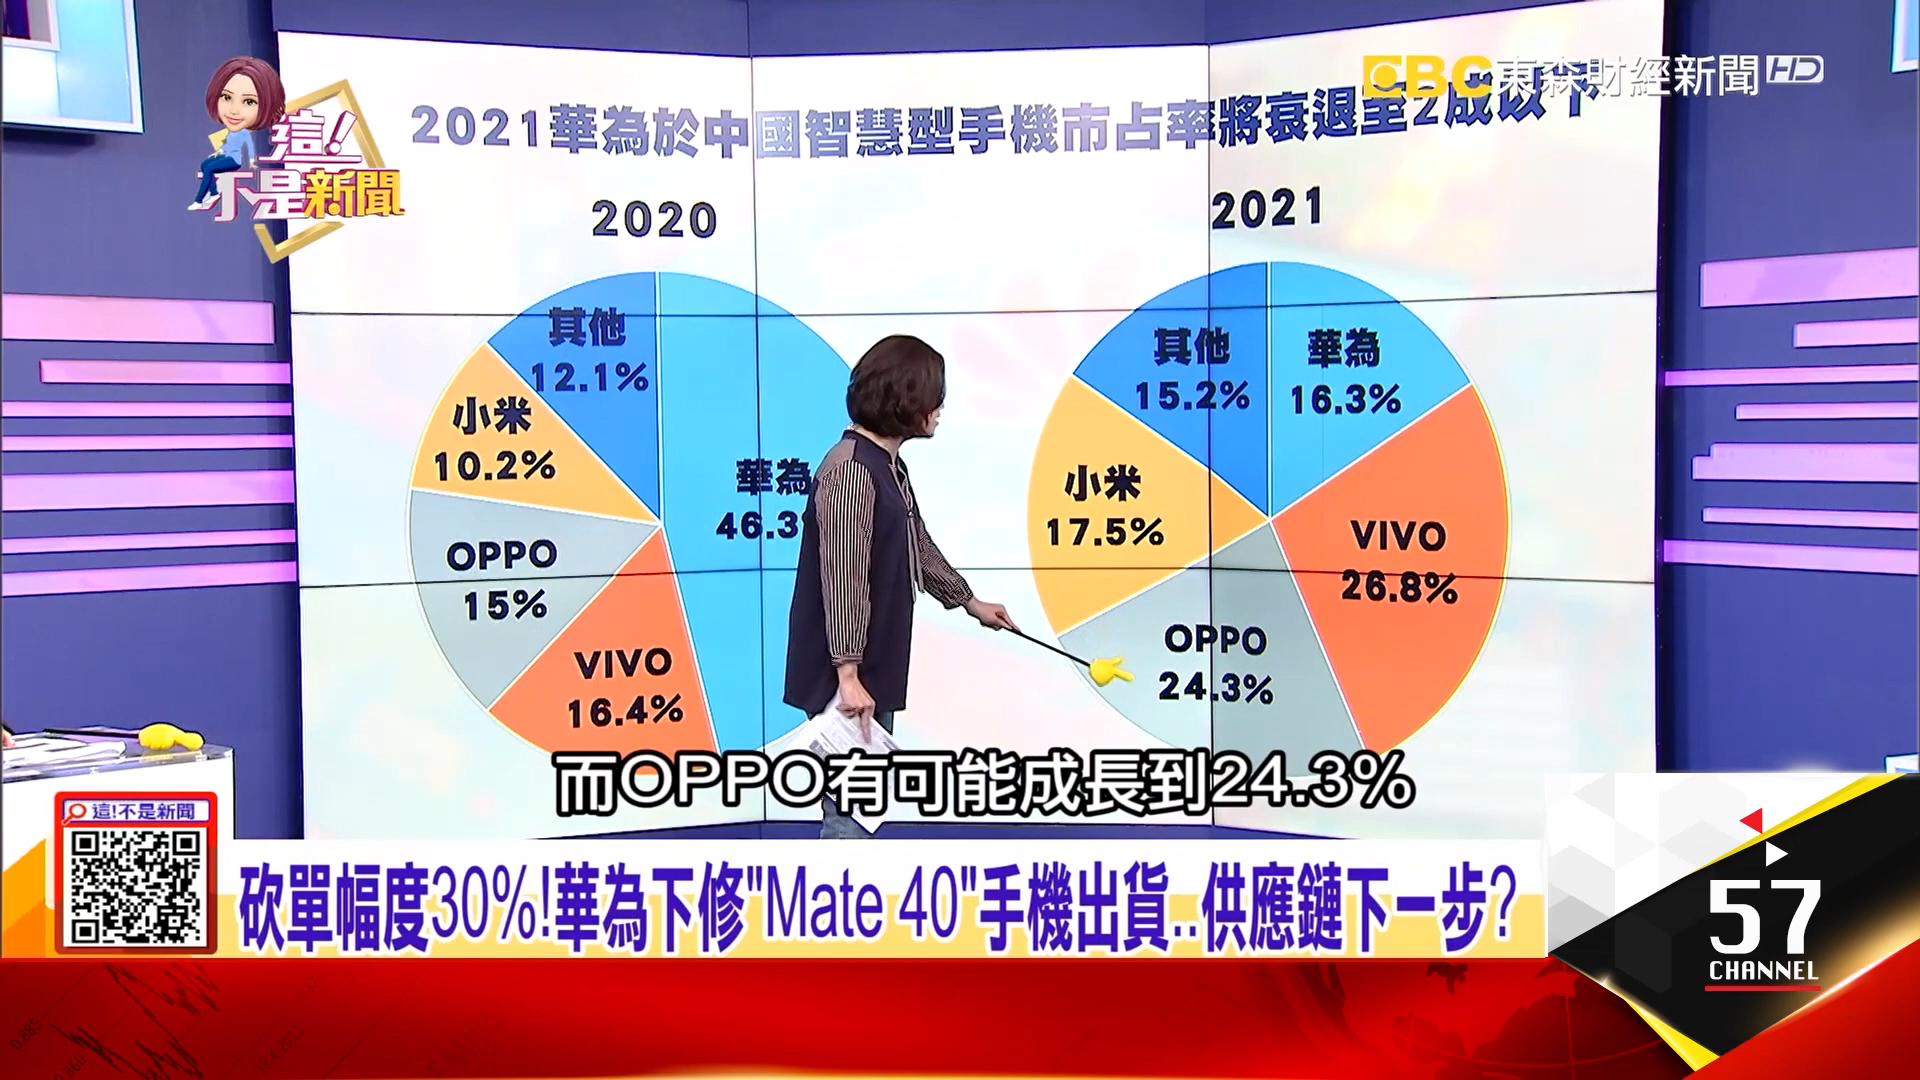 EBC東森財經新聞HD
這!
不是新聞
2021華為於中國智慧型手機市占率將衰退至2成以下
2020
2021
其他
12.1%
小米
10.2%
OPPO
15%
VIVO
16.4%
華為
46.3
其他
15.2%
華為
16.3%
小米
17.5%
VIVO
26.8%
OPPO
24.3%
而OPPO有可能成長到24.3%
這!不是新聞
砍單幅度30%!華為下修"Mate 40"手機出貨..供應鏈下一步?
57
CHANNEL